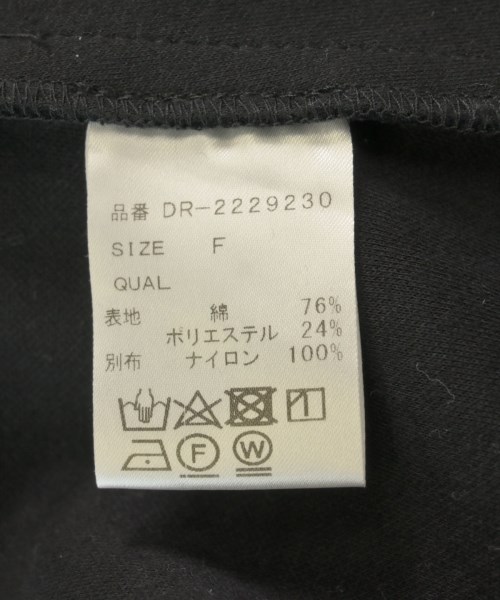 品番 DR-2229230
SIZE F
QUAL
表地 綿 76%
ポリエステル 24%
別布 ナイロン 100%
F W